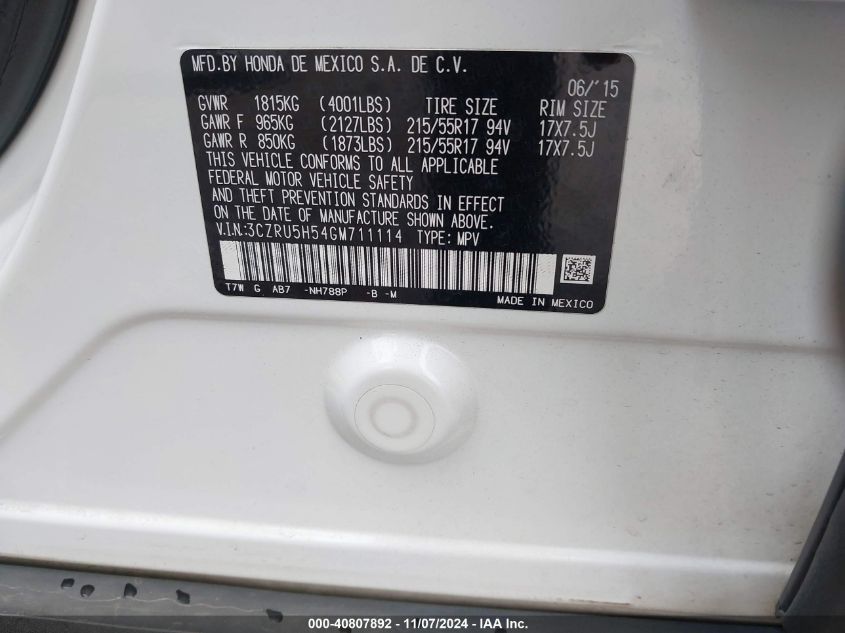 MFD.BY HONDA DE MEXICO S.A. DE C.V.
06/'15
GVWR 1815KG (4001LBS) TIRE SIZE RIM SIZE
GAWR F 965KG (2127LBS) 215/55R17 94V 17X7.5J
GAWR R 850KG (1873LBS) 215/55R17 94V 17X7.5J
THIS VEHICLE CONFORMS TO ALL APPLICABLE
FEDERAL MOTOR VEHICLE SAFETY
AND THEFT PREVENTION STANDARDS IN EFFECT
ON DATE OF MANUFACTURE SHOWN ABOVE.
V.I.N:3CZRU5H54GM711114 TYPE: MPV
T7W G AB7 -NH788P -B -M MADE IN MEXICO
000-40807892 - 11/07/2024 - IAA Inc.